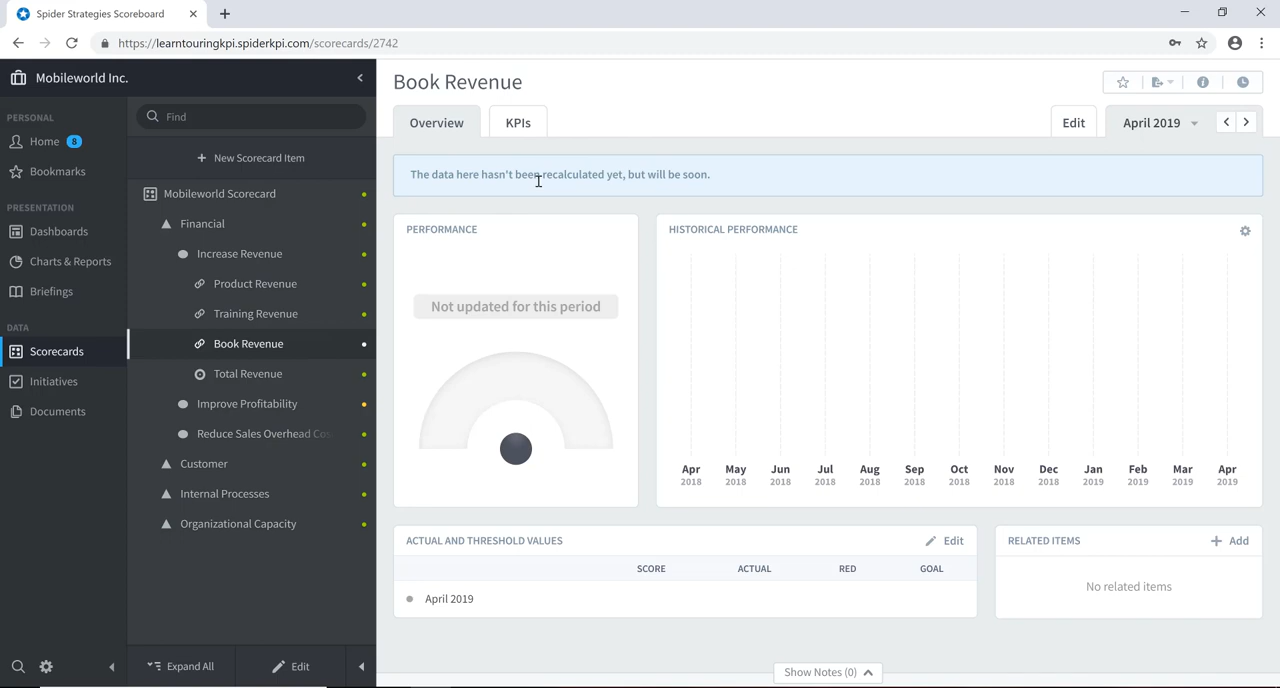 Spider Strategies Scoreboard
https://learntouringkpi.spiderkpi.com/scorecards/2742
Mobileworld Inc.
PERSONAL
Home 8
Bookmarks
PRESENTATION
Dashboards
Charts & Reports
Briefings
DATA
Scorecards
Initiatives
Documents
Find
New Scorecard Item
Mobileworld Scorecard
Financial
Increase Revenue
Product Revenue
Training Revenue
Book Revenue
Total Revenue
Improve Profitability
Reduce Sales Overhead Cos
Customer
Internal Processes
Organizational Capacity
Expand All
Edit
Book Revenue
Overview
KPIs
Edit
April 2019
The data here hasn't been recalculated yet, but will be soon.
PERFORMANCE
Not updated for this period
HISTORICAL PERFORMANCE
Apr May Jun Jul Aug Sep Oct Nov Dec Jan Feb Mar Apr
2018 2018 2018 2018 2018 2018 2018 2018 2018 2019 2019 2019 2019
ACTUAL AND THRESHOLD VALUES
Edit
SCORE ACTUAL RED GOAL
April 2019
RELATED ITEMS
Add
No related items
Show Notes (0)